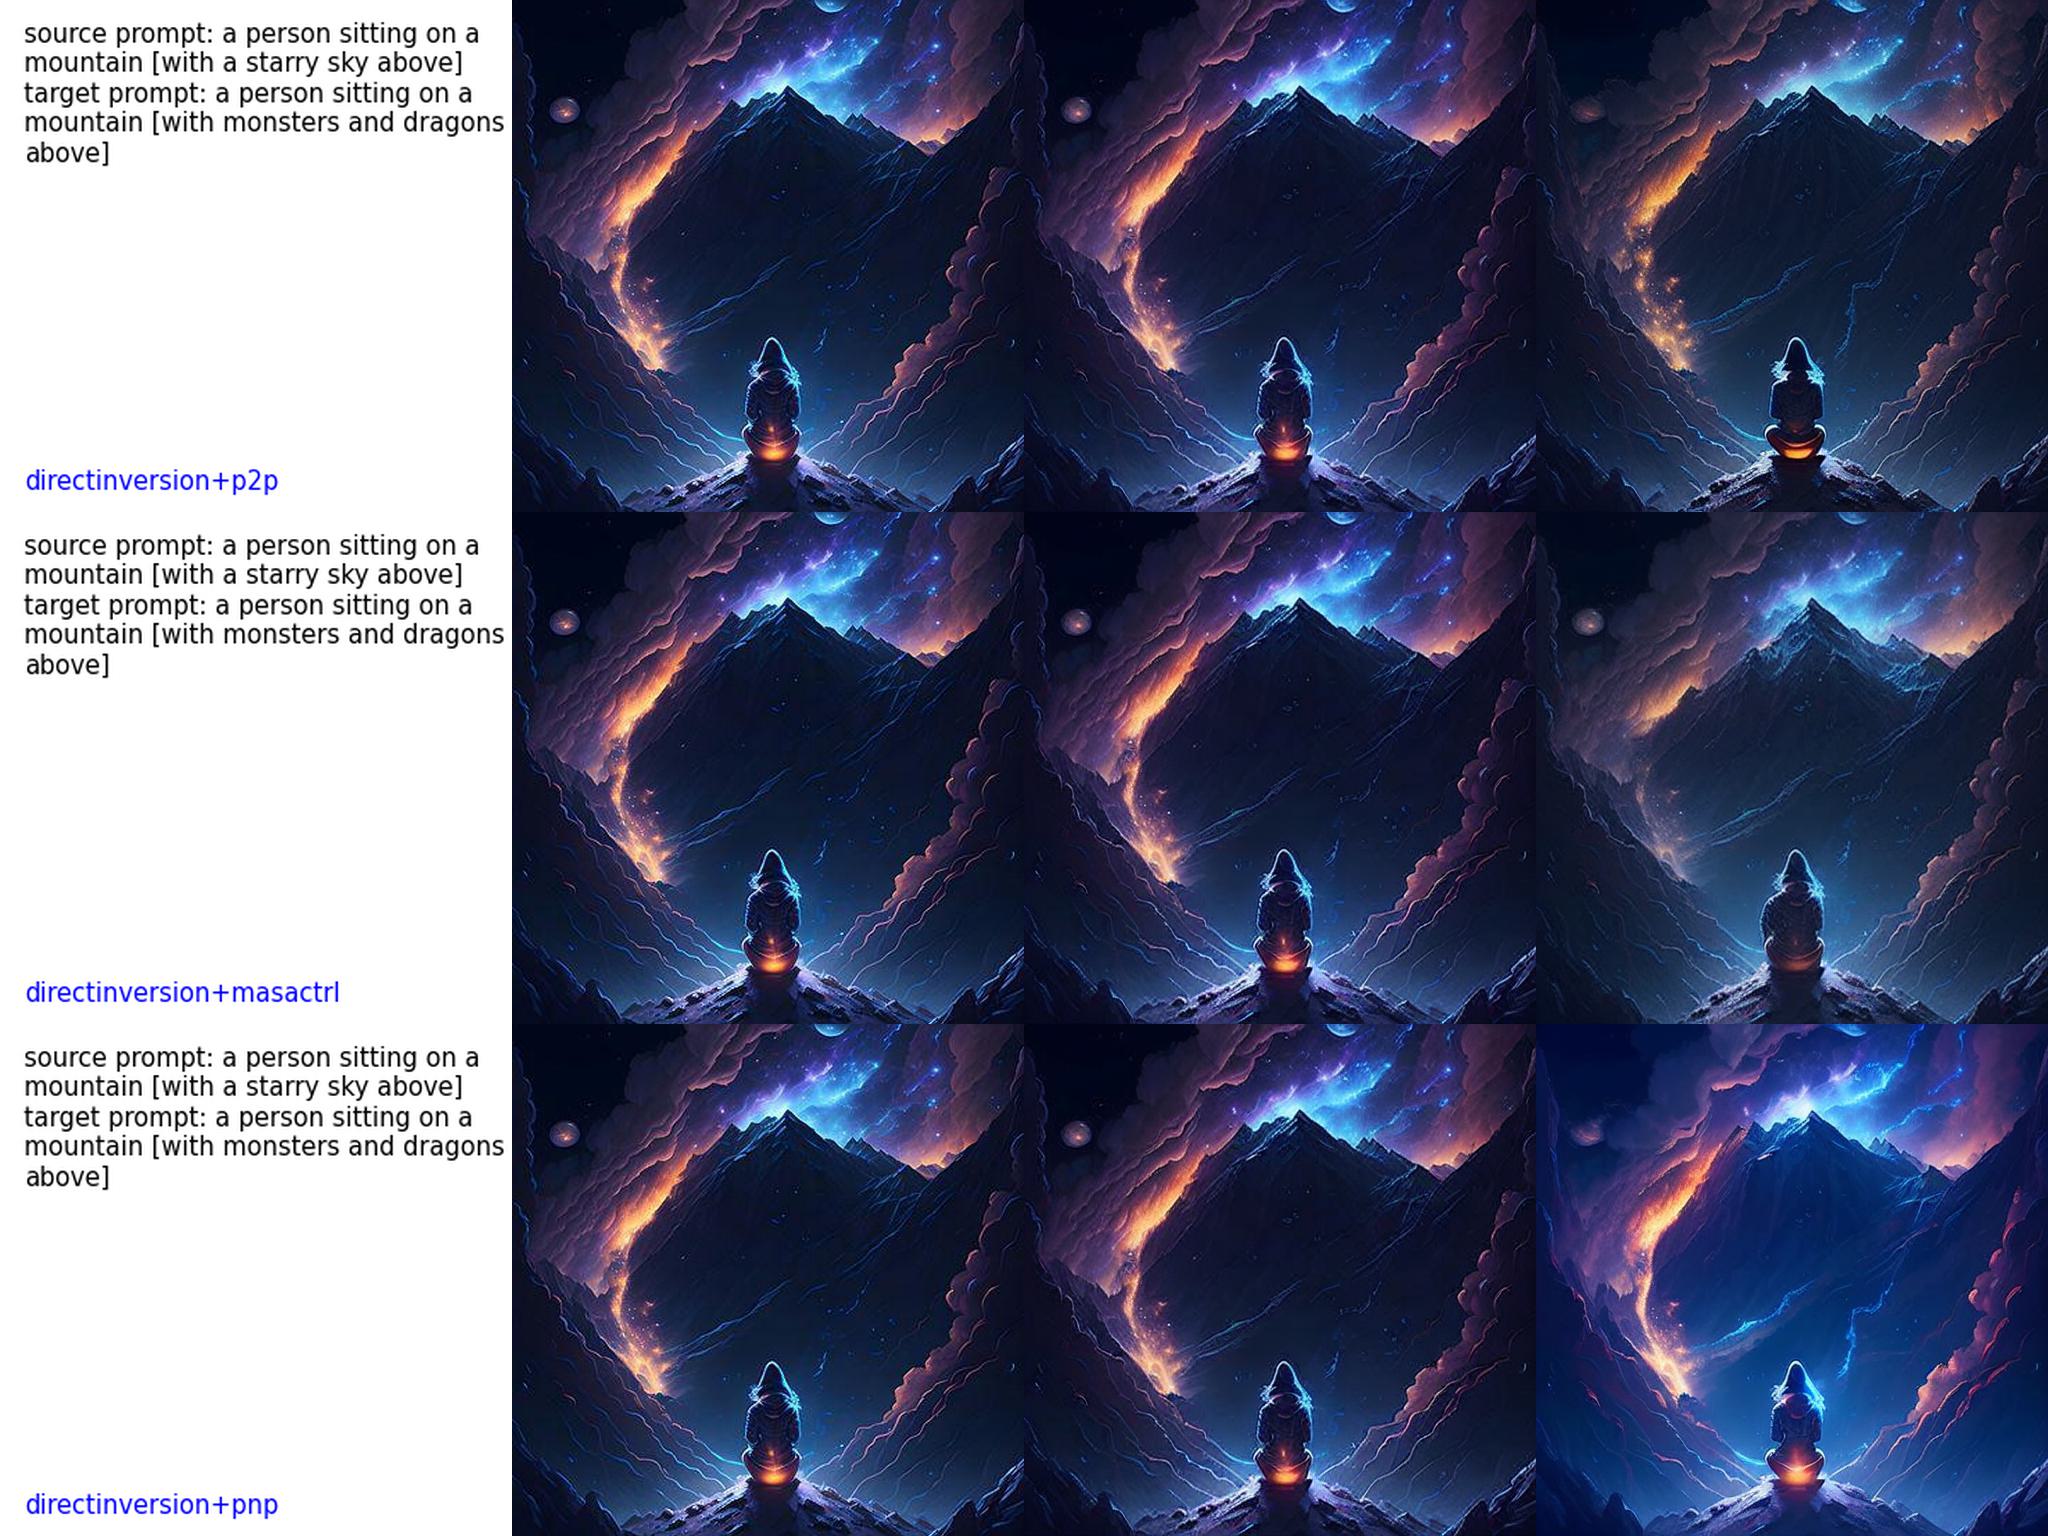 source prompt: a person sitting on a
mountain [with a starry sky above]
target prompt: a person sitting on a
mountain [with monsters and dragons
above]
directinversion+p2p
source prompt: a person sitting on a
mountain [with a starry sky above]
target prompt: a person sitting on a
mountain [with monsters and dragons
above]
directinversion+masactrl
source prompt: a person sitting on a
mountain [with a starry sky above]
target prompt: a person sitting on a
mountain [with monsters and dragons
above]
directinversion+pnp